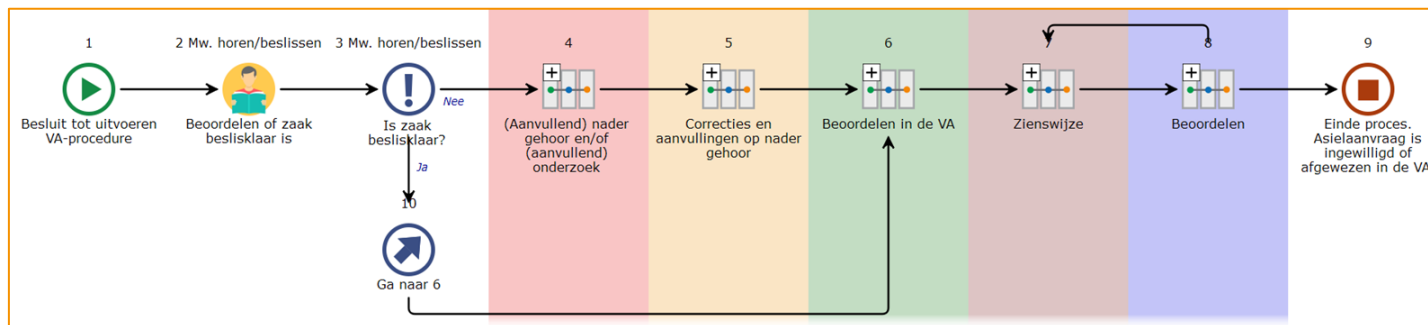 1
2 Mw. horen/beslissen
3 Mw. horen/beslissen
4
5
6
7
8
9
Besluit tot uitvoeren
VA-procedure
Beoordelen of zaak
beslisklaar is
Is zaak
beslisklaar?
Nee
(Aanvullend) nader
gehoor en/of
(aanvullend)
onderzoek
Correcties en
aanvullingen op nader
gehoor
Beoordelen in de VA
Zienswijze
Beoordelen
Einde proces.
Asielaanvraag is
ingewilligd of
afgewezen in de VA
Ja
10
Ga naar 6